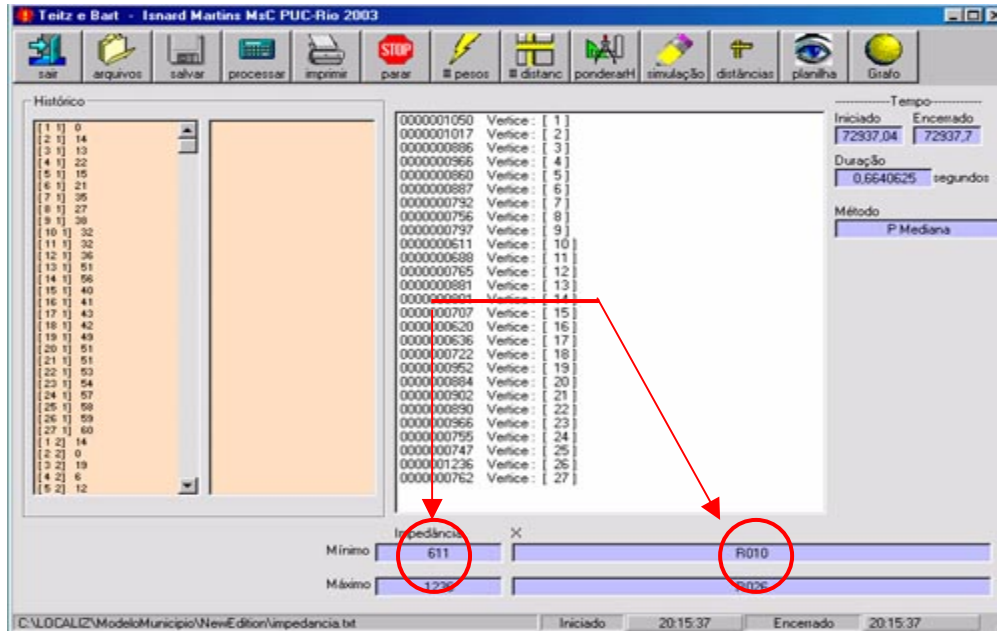 Teitz e Bart - Isnard Martins MsC PUC-Rio 2003
sair arquivos salvar processar imprimir parar # pesos # distanc ponderarH simulação distâncias planilha Grafo
Histórico
[1 1] 0
[2 1] 14
[3 1] 13
[4 1] 22
[5 1] 15
[6 1] 21
[7 1] 35
[8 1] 27
[9 1] 38
[10 1] 32
[11 1] 32
[12 1] 36
[13 1] 51
[14 1] 56
[15 1] 40
[16 1] 41
[17 1] 43
[18 1] 42
[19 1] 49
[20 1] 51
[21 1] 51
[22 1] 53
[23 1] 54
[24 1] 57
[25 1] 58
[26 1] 59
[27 1] 60
[1 2] 14
[2 2] 0
[3 2] 19
[4 2] 6
[5 2] 12
0000001050 Vertice : [ 1 ]
0000001017 Vertice : [ 2 ]
0000000886 Vertice : [ 3 ]
0000000966 Vertice : [ 4 ]
0000000860 Vertice : [ 5 ]
0000000887 Vertice : [ 6 ]
0000000792 Vertice : [ 7 ]
0000000756 Vertice : [ 8 ]
0000000797 Vertice : [ 9 ]
0000000611 Vertice : [ 10 ]
0000000688 Vertice : [ 11 ]
0000000765 Vertice : [ 12 ]
0000000881 Vertice : [ 13 ]
Vertice : [ 14 ]
0000000707 Vertice : [ 15 ]
0000000620 Vertice : [ 16 ]
0000000636 Vertice : [ 17 ]
0000000722 Vertice : [ 18 ]
0000000952 Vertice : [ 19 ]
0000000884 Vertice : [ 20 ]
0000000902 Vertice : [ 21 ]
0000000890 Vertice : [ 22 ]
0000000966 Vertice : [ 23 ]
0000000755 Vertice : [ 24 ]
0000000747 Vertice : [ 25 ]
0000001236 Vertice : [ 26 ]
0000000762 Vertice : [ 27 ]
Tempo
Iniciado Encerrado
72937,04 72937,7
Duração
0,6640625 segundos
Método
P Mediana
Impedância X
Mínimo 611 R010
Máximo 1236 R026
C:\LOCALIZ\ModeloMunicipio\NewEdition\impedancia.txt Iniciado 20:15:37 Encerrado 20:15:37